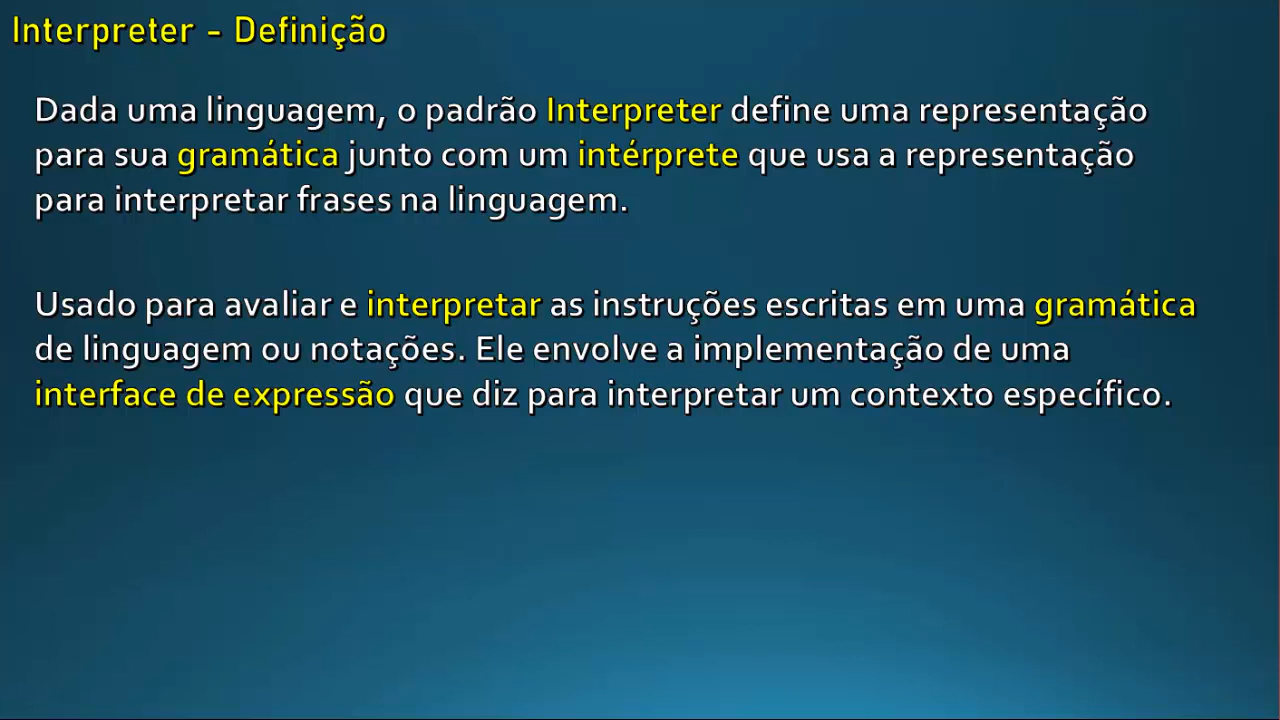 Interpreter - Definição
Dada uma linguagem, o padrão Interpreter define uma representação
para sua gramática junto com um intérprete que usa a representação
para interpretar frases na linguagem.
Usado para avaliar e interpretar as instruções escritas em uma gramática
de linguagem ou notações. Ele envolve a implementação de uma
interface de expressão que diz para interpretar um contexto específico.